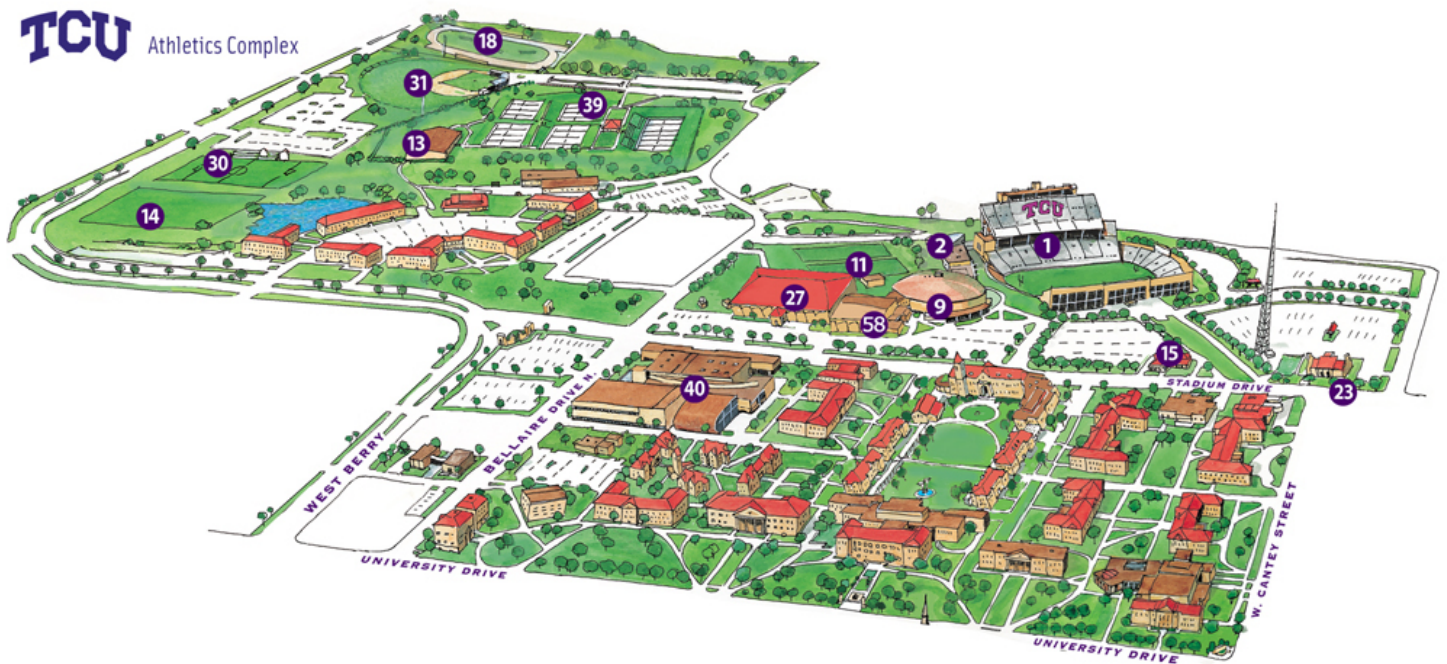 TCU Athletics Complex
18
31
39
13
30
14
TCU
2
1
11
27
9
58
15
STADIUM DRIVE
40
23
BELLAIRE DRIVE N.
WEST BERRY
W. CANTEY STREET
UNIVERSITY DRIVE
UNIVERSITY DRIVE